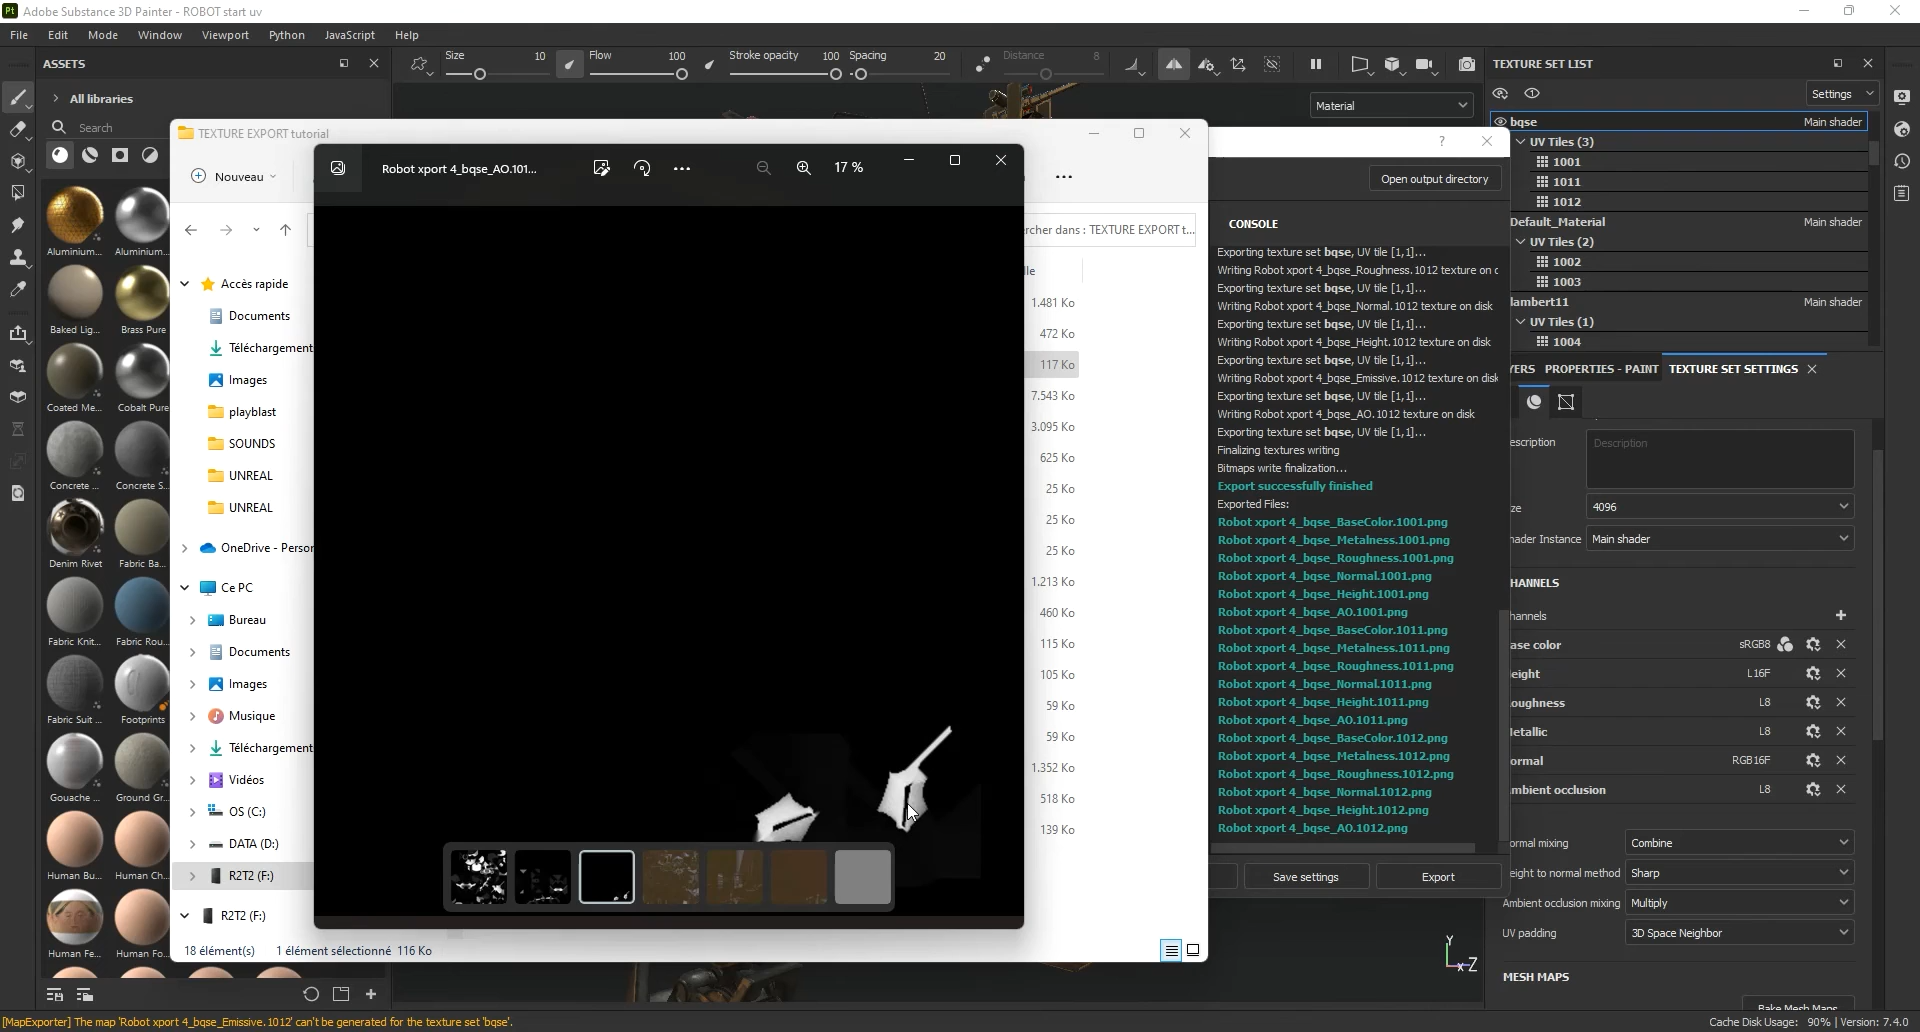 Adobe Substance 3D Painter - ROBOT start uv
File Edit Mode Window Viewport Python JavaScript Help
Size 10 Flow 100 Stroke opacity 100 Spacing 20 Distance 8
Material
ASSETS
All libraries
Search
Aluminium... Aluminium...
Baked Lig... Brass Pure
Coated Me... Cobalt Pure
Concrete ... Concrete S...
Denim Rivet Fabric Ba...
Fabric Knit... Fabric Rou...
Fabric Suit ... Footprints
Gouache ... Ground Gr...
Human Bu... Human Ch...
Human Fe... Human Fo...
TEXTURE EXPORT tutorial
Nouveau
ercher dans : TEXTURE EXPORT t...
Accès rapide
Documents
Téléchargement
Images
playblast
SOUNDS
UNREAL
UNREAL
OneDrive - Person
Ce PC
Bureau
Documents
Images
Musique
Téléchargement
Vidéos
OS (C:)
DATA (D:)
R2T2 (F:)
R2T2 (F:)
18 élément(s) 1 élément sélectionné 116 Ko
Robot xport 4_bqse_AO.101...
17 %
lle
1.481 Ko
472 Ko
117 Ko
7.543 Ko
3.095 Ko
625 Ko
25 Ko
25 Ko
25 Ko
1.213 Ko
460 Ko
115 Ko
105 Ko
59 Ko
59 Ko
1.352 Ko
518 Ko
139 Ko
?
Open output directory
CONSOLE
Exporting texture set bqse, UV tile [1,1]...
Writing Robot xport 4_bqse_Roughness.1012 texture on c
Exporting texture set bqse, UV tile [1,1]...
Writing Robot xport 4_bqse_Normal.1012 texture on disk
Exporting texture set bqse, UV tile [1,1]...
Writing Robot xport 4_bqse_Height.1012 texture on disk
Exporting texture set bqse, UV tile [1,1]...
Writing Robot xport 4_bqse_Emissive.1012 texture on disk
Exporting texture set bqse, UV tile [1,1]...
Writing Robot xport 4_bqse_AO.1012 texture on disk
Exporting texture set bqse, UV tile [1,1]...
Finalizing textures writing
Bitmaps write finalization...
Export successfully finished
Exported Files:
Robot xport 4_bqse_BaseColor.1001.png
Robot xport 4_bqse_Metalness.1001.png
Robot xport 4_bqse_Roughness.1001.png
Robot xport 4_bqse_Normal.1001.png
Robot xport 4_bqse_Height.1001.png
Robot xport 4_bqse_AO.1001.png
Robot xport 4_bqse_BaseColor.1011.png
Robot xport 4_bqse_Metalness.1011.png
Robot xport 4_bqse_Roughness.1011.png
Robot xport 4_bqse_Normal.1011.png
Robot xport 4_bqse_Height.1011.png
Robot xport 4_bqse_AO.1011.png
Robot xport 4_bqse_BaseColor.1012.png
Robot xport 4_bqse_Metalness.1012.png
Robot xport 4_bqse_Roughness.1012.png
Robot xport 4_bqse_Normal.1012.png
Robot xport 4_bqse_Height.1012.png
Robot xport 4_bqse_AO.1012.png
Save settings Export
Y
x Z
TEXTURE SET LIST
Settings
bqse Main shader
UV Tiles (3)
1001
1011
1012
Default_Material Main shader
UV Tiles (2)
1002
1003
lambert11 Main shader
UV Tiles (1)
1004
YERS PROPERTIES - PAINT TEXTURE SET SETTINGS
escription Description
ze 4096
hader Instance Main shader
HANNELS
hannels
ase color sRGB8
eight L16F
oughness L8
etallic L8
ormal RGB16F
mbient occlusion L8
ormal mixing Combine
eight to normal method Sharp
Ambient occlusion mixing Multiply
UV padding 3D Space Neighbor
MESH MAPS
Bake Mesh Maps
[MapExporter] The map 'Robot xport 4_bqse_Emissive.1012' can't be generated for the texture set 'bqse'.
Cache Disk Usage: 90% | Version: 7.4.0